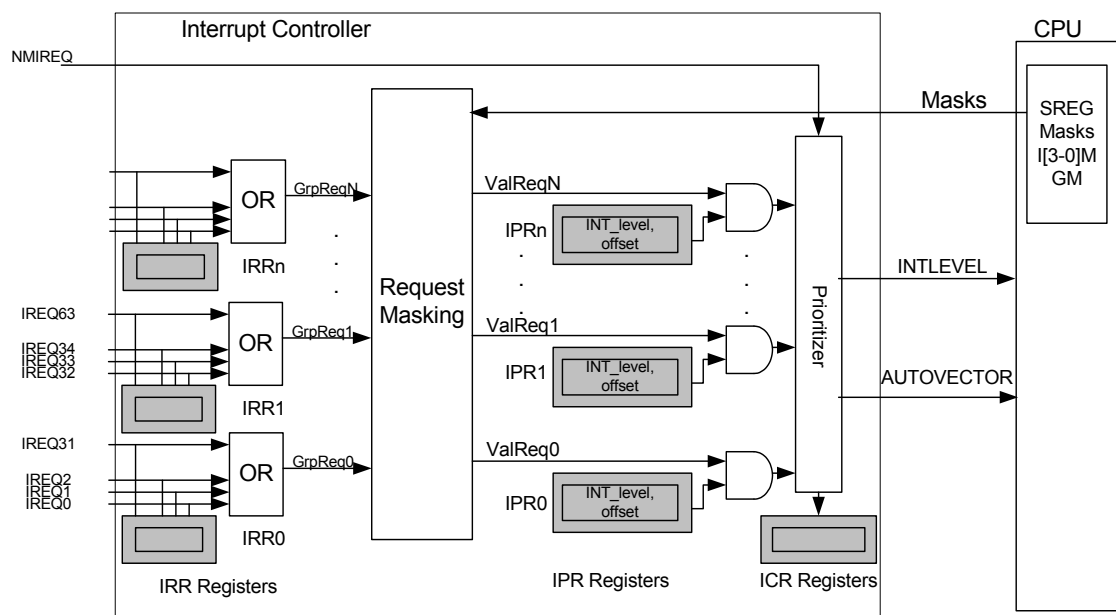 Interrupt Controller
CPU
NMIREQ
Masks
SREG
Masks
I[3-0]M
GM
OR
GrpReqN
ValReqN
IRRn
IPRn
INT_level,
offset
Request
Masking
Prioritizer
INTLEVEL
IREQ63
OR
GrpReq1
ValReq1
IREQ34
IREQ33
IREQ32
IRR1
IPR1
INT_level,
offset
AUTOVECTOR
IREQ31
OR
GrpReq0
ValReq0
IREQ2
IREQ1
IREQ0
IRR0
IPR0
INT_level,
offset
IRR Registers
IPR Registers
ICR Registers